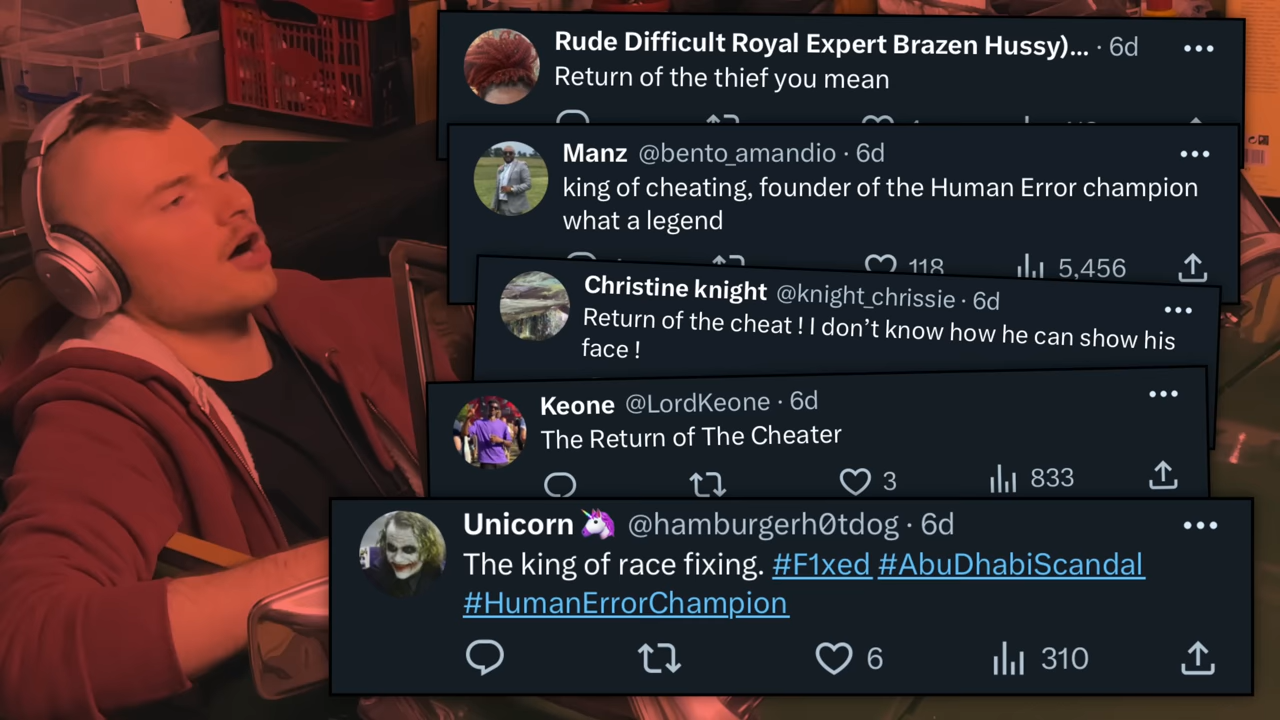 Rude Difficult Royal Expert Brazen Hussy)... · 6d
Return of the thief you mean
Manz @bento_amandio · 6d
king of cheating, founder of the Human Error champion
what a legend
118 5,456
Christine knight @knight_chrissie · 6d
Return of the cheat ! I don’t know how he can show his
face !
Keone @LordKeone · 6d
The Return of The Cheater
3 833
Unicorn 🦄 @hamburgerh0tdog · 6d
The king of race fixing. #F1xed #AbuDhabiScandal
#HumanErrorChampion
6 310